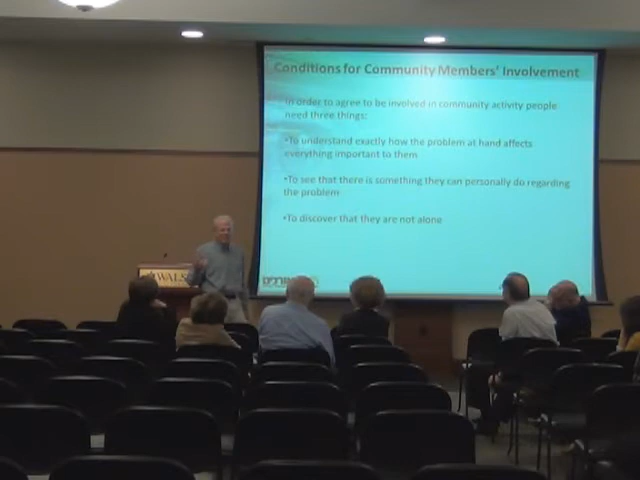 Conditions for Community Members' Involvement
In order to agree to be involved in community activity people
need three things:
•To understand exactly how the problem at hand affects
everything important to them
•To see that there is something they can personally do regarding
the problem
•To discover that they are not alone
WALS